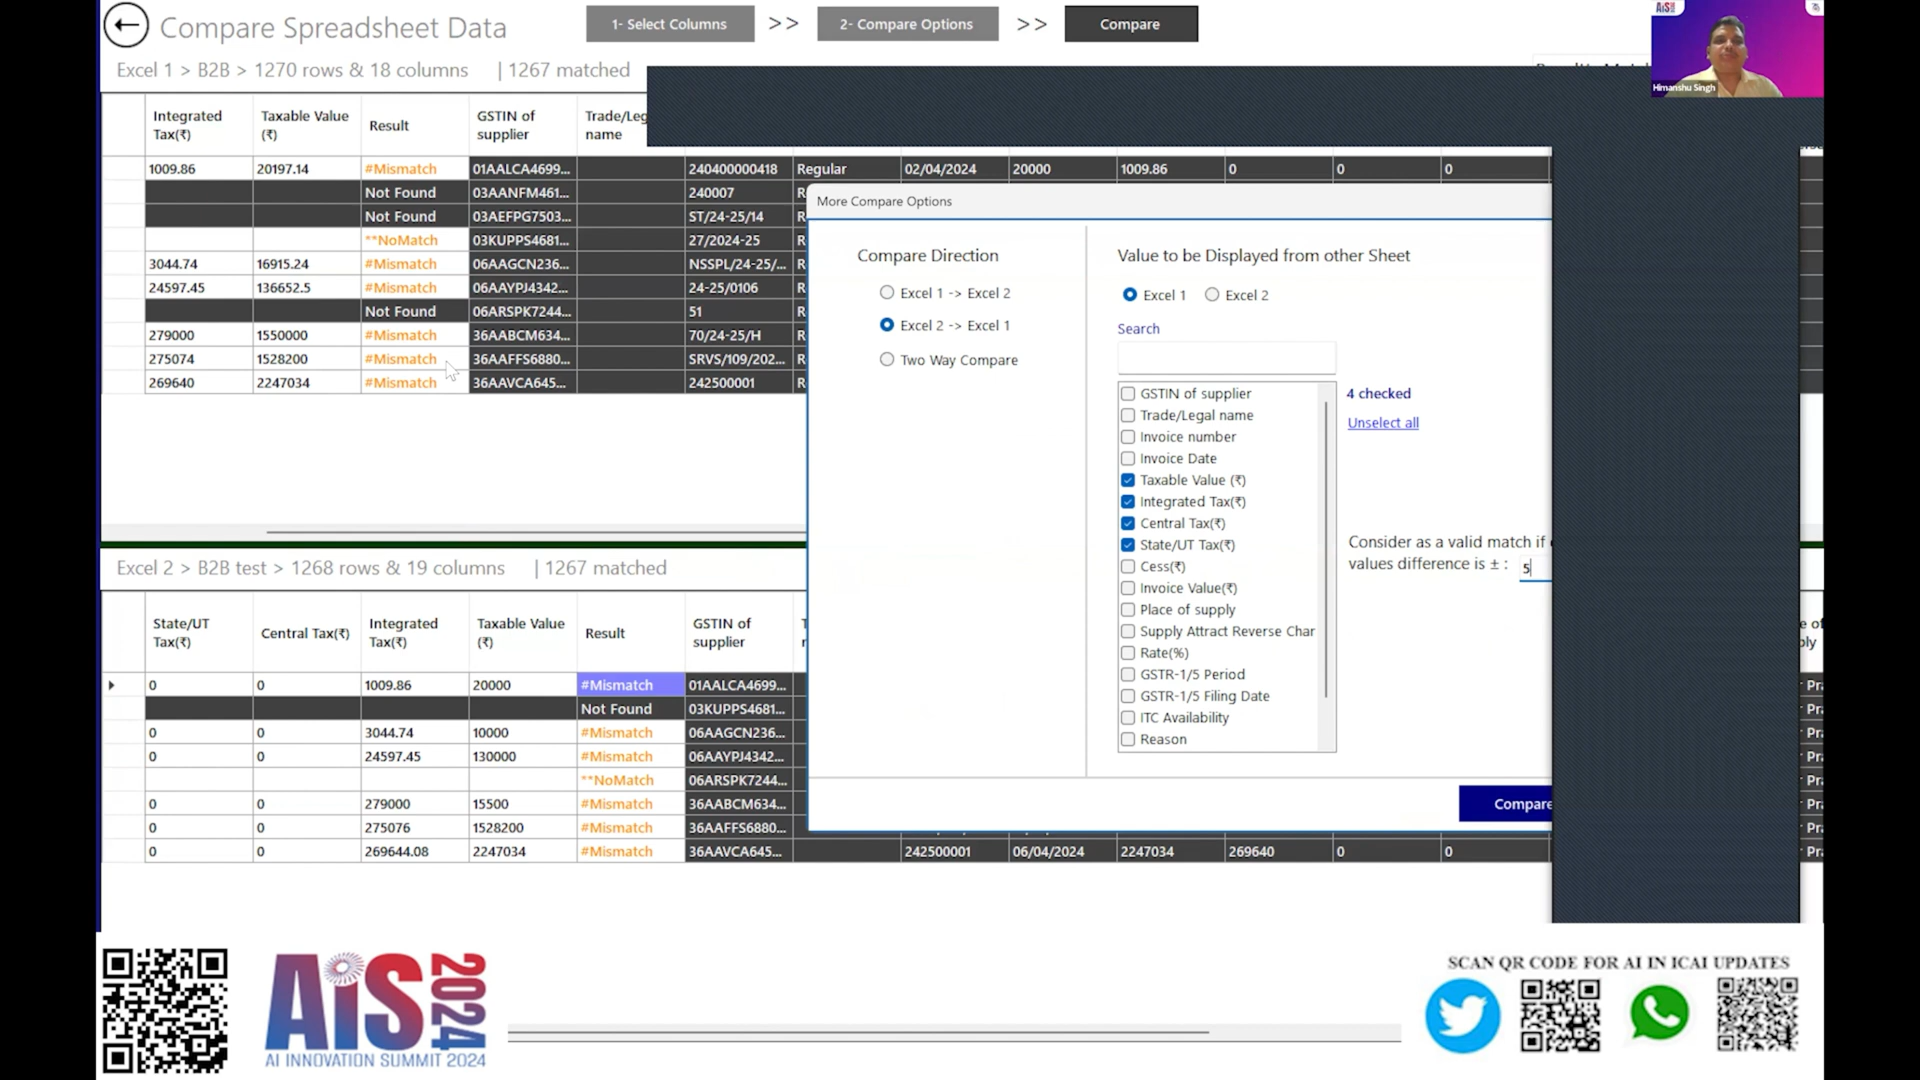 Compare Spreadsheet Data
1- Select Columns >> 2- Compare Options >> Compare
Excel 1 > B2B > 1270 rows & 18 columns | 1267 matched
Integrated Tax(₹) Taxable Value (₹) Result GSTIN of supplier Trade/Leg name
1009.86 20197.14 #Mismatch 01AALCA4699... 240400000418 Regular 02/04/2024 20000 1009.86 0 0 0
Not Found 03AANFM461... 240007 R
Not Found 03AEFPG7503... ST/24-25/14 R
**NoMatch 03KUPPS4681... 27/2024-25 R
3044.74 16915.24 #Mismatch 06AAGCN236... NSSPL/24-25/... R
24597.45 136652.5 #Mismatch 06AAYPJ4342... 24-25/0106 R
Not Found 06ARSPK7244... 51 R
279000 1550000 #Mismatch 36AABCM634... 70/24-25/H R
275074 1528200 #Mismatch 36AAFFS6880... SRVS/109/202... R
269640 2247034 #Mismatch 36AAVCA645... 242500001 R
More Compare Options
Compare Direction
Excel 1 -> Excel 2
Excel 2 -> Excel 1
Two Way Compare
Value to be Displayed from other Sheet
Excel 1 Excel 2
Search
GSTIN of supplier
Trade/Legal name
Invoice number
Invoice Date
Taxable Value (₹)
Integrated Tax(₹)
Central Tax(₹)
State/UT Tax(₹)
Cess(₹)
Invoice Value(₹)
Place of supply
Supply Attract Reverse Char
Rate(%)
GSTR-1/5 Period
GSTR-1/5 Filing Date
ITC Availability
Reason
4 checked
Unselect all
Consider as a valid match if
values difference is ± : 5
Compare
Excel 2 > B2B test > 1268 rows & 19 columns | 1267 matched
State/UT Tax(₹) Central Tax(₹) Integrated Tax(₹) Taxable Value (₹) Result GSTIN of supplier
0 0 1009.86 20000 #Mismatch 01AALCA4699... Pra
Not Found 03KUPPS4681... Pra
0 0 3044.74 10000 #Mismatch 06AAGCN236... Pra
0 0 24597.45 130000 #Mismatch 06AAYPJ4342... Pra
**NoMatch 06ARSPK7244... Pra
0 0 279000 15500 #Mismatch 36AABCM634... Pra
0 0 275076 1528200 #Mismatch 36AAFFS6880... Pra
0 0 269644.08 2247034 #Mismatch 36AAVCA645... 242500001 06/04/2024 2247034 269640 0 0 Pra
Himanshu Singh
AIS 2024
AI INNOVATION SUMMIT 2024
SCAN QR CODE FOR AI IN ICAI UPDATES